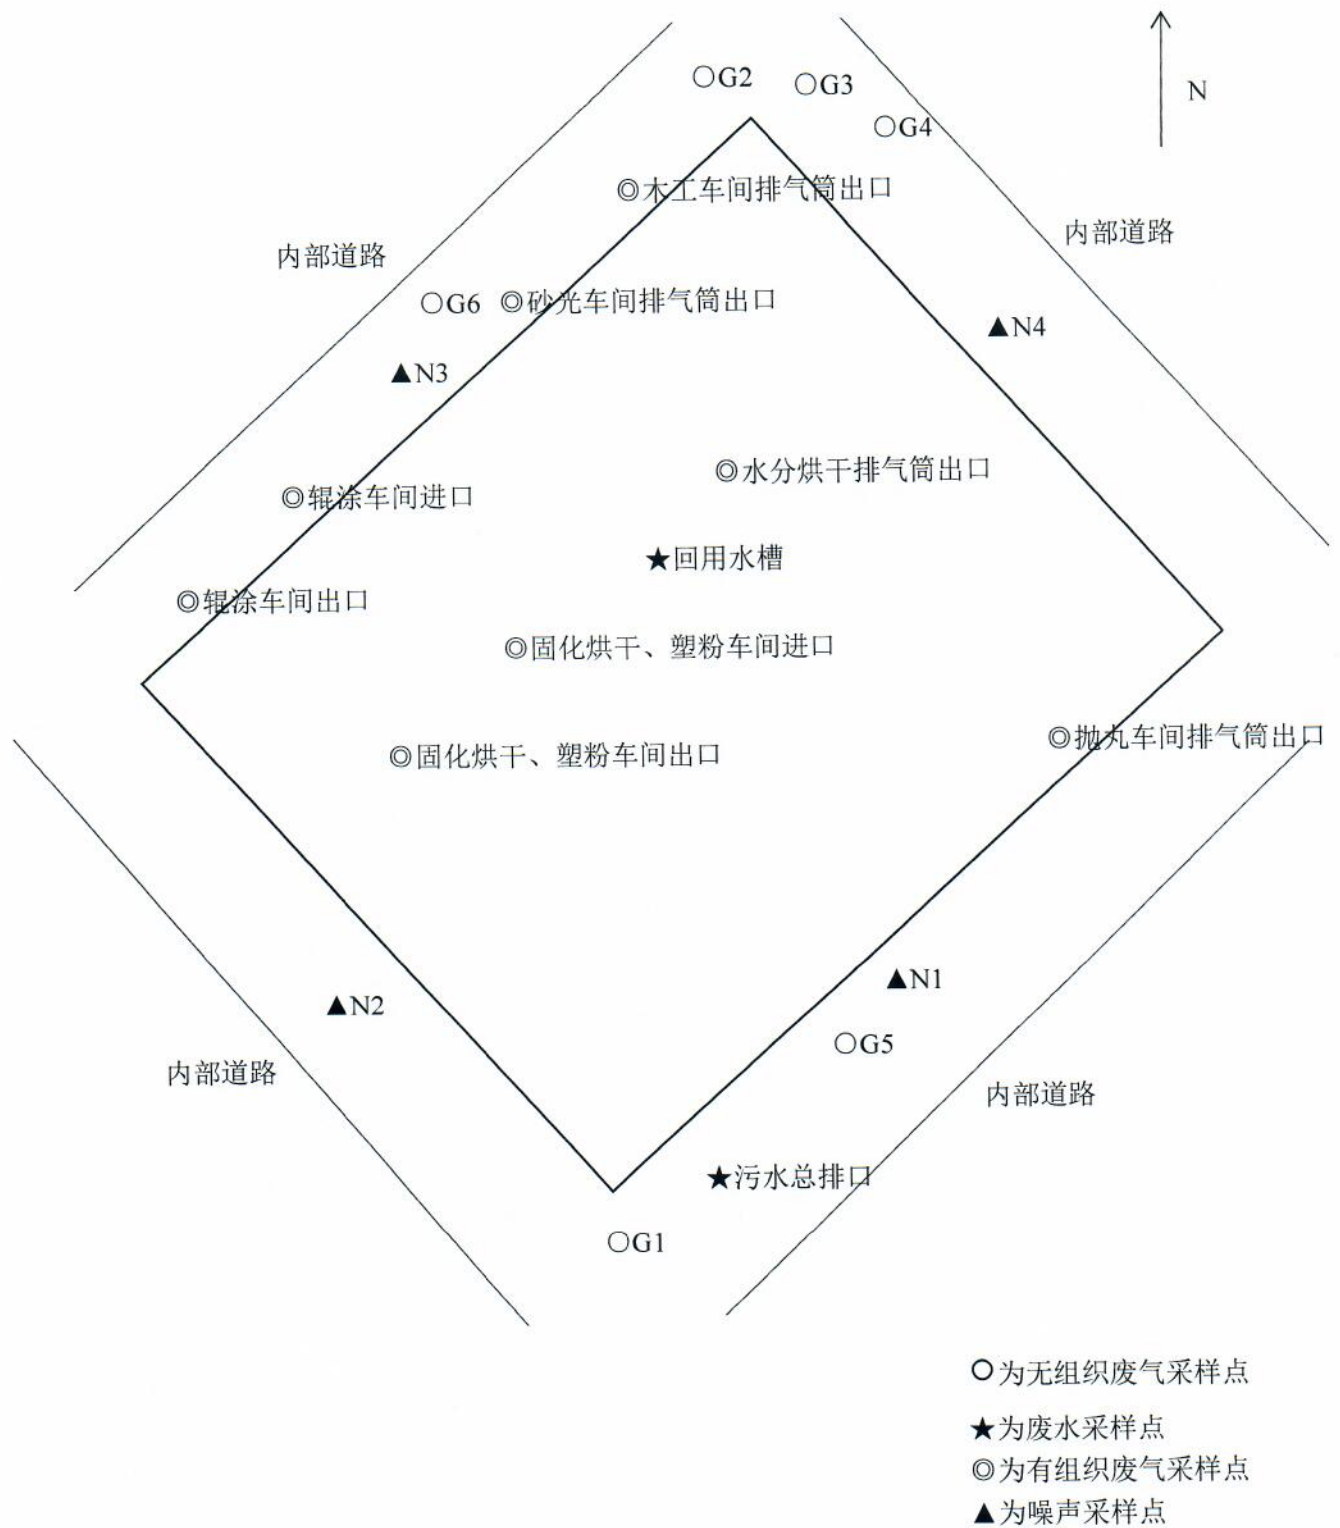 ○G2
○G3
N
○G4
◎木工车间排气筒出口
内部道路
内部道路
○G6
◎砂光车间排气筒出口
▲N4
▲N3
◎水分烘干排气筒出口
◎辊涂车间进口
★回用水槽
◎辊涂车间出口
◎固化烘干、塑粉车间进口
◎抛丸车间排气筒出口
◎固化烘干、塑粉车间出口
▲N1
▲N2
○G5
内部道路
内部道路
★污水总排口
○G1
○为无组织废气采样点
★为废水采样点
◎为有组织废气采样点
▲为噪声采样点